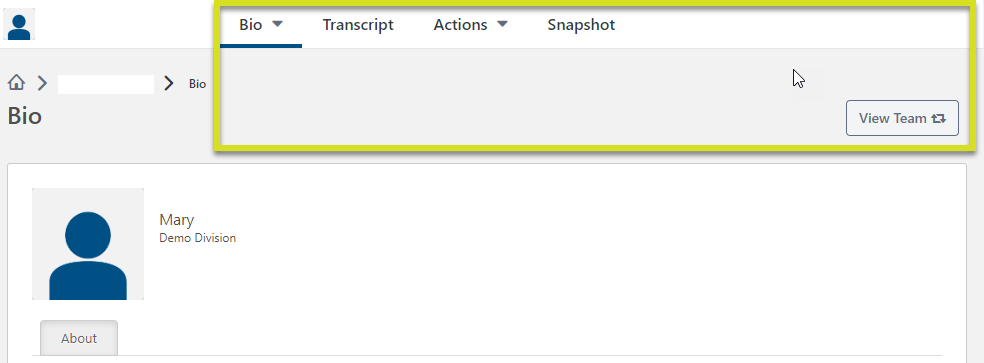 Bio Transcript Actions Snapshot
Bio
Bio
View Team
Mary
Demo Division
About